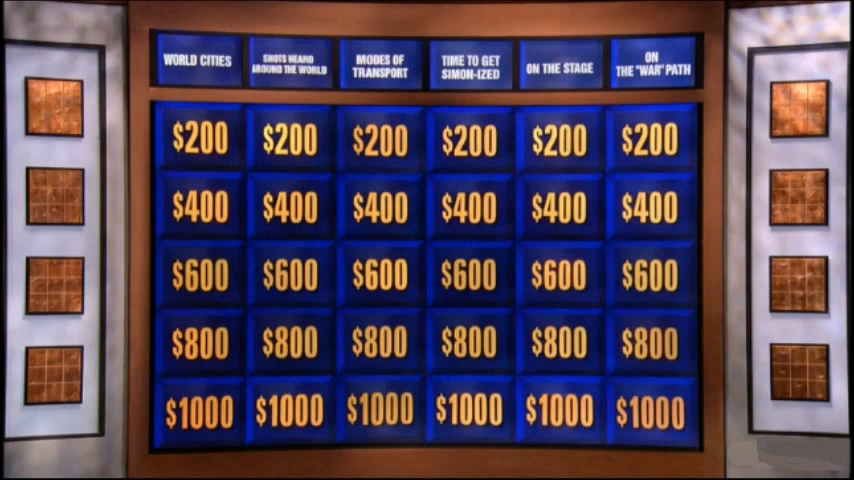 WORLD CITIES
SHOTS HEARD
AROUND THE WORLD
MODES OF
TRANSPORT
TIME TO GET
SIMON-IZED
ON THE STAGE
ON
THE "WAR" PATH
$200 $200 $200 $200 $200 $200
$400 $400 $400 $400 $400 $400
$600 $600 $600 $600 $600 $600
$800 $800 $800 $800 $800 $800
$1000 $1000 $1000 $1000 $1000 $1000